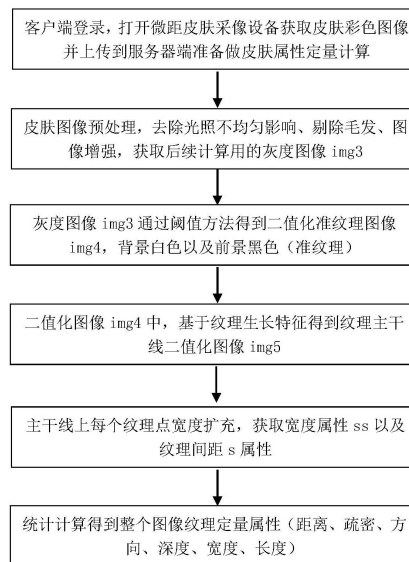 客户端登录，打开微距皮肤采像设备获取皮肤彩色图像
并上传到服务器端准备做皮肤属性定量计算
皮肤图像预处理，去除光照不均匀影响、剔除毛发、图
像增强，获取后续计算用的灰度图像 img3
灰度图像 img3 通过阈值方法得到二值化准纹理图像
img4，背景白色以及前景黑色（准纹理）
二值化图像 img4 中，基于纹理生长特征得到纹理主干
线二值化图像 img5
主干线上每个纹理点宽度扩充，获取宽度属性 ss 以及
纹理间距 s 属性
统计计算得到整个图像纹理定量属性（距离、疏密、方
向、深度、宽度、长度）